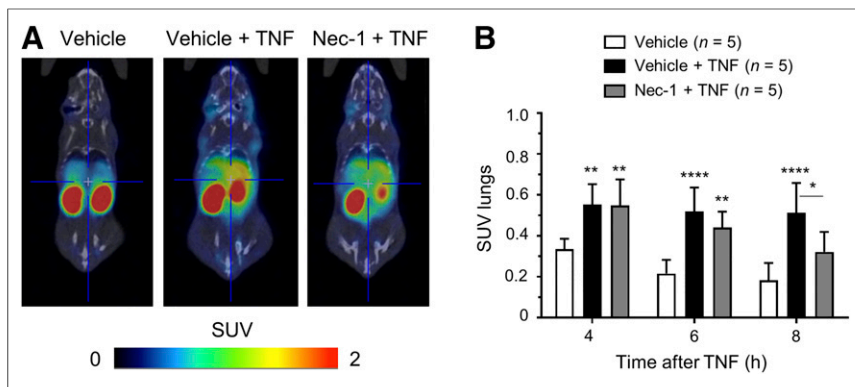 A
Vehicle
Vehicle + TNF
Nec-1 + TNF
SUV
0
2
B
Vehicle (n = 5)
Vehicle + TNF (n = 5)
Nec-1 + TNF (n = 5)
1.0
0.8
0.6
0.4
0.2
0
SUV lungs
**
**
****
**
****
*
4
6
8
Time after TNF (h)